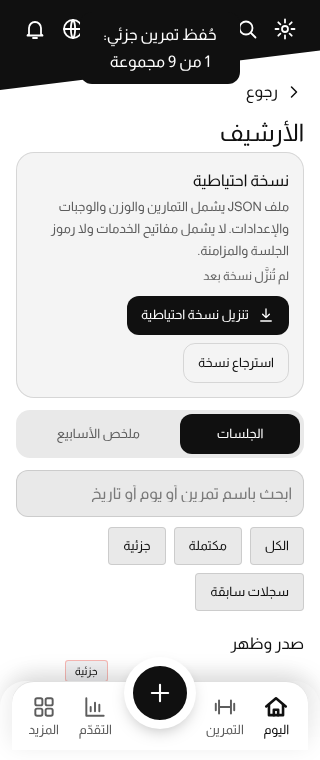 حُفظ تمرين جزئي:
1 من 9 مجموعة
رجوع
الأرشيف
نسخة احتياطية
ملف JSON يشمل التمارين والوزن والوجبات
والإعدادات. لا يشمل مفاتيح الخدمات ولا رموز
الجلسة والمزامنة.
لم تُنزَّل نسخة بعد
تنزيل نسخة احتياطية
استرجاع نسخة
الجلسات
ملخص الأسابيع
ابحث باسم تمرين أو يوم أو تاريخ
الكل
مكتملة
جزئية
سجلات سابقة
صدر وظهر
جزئية
اليوم
التمرين
التقدّم
المزيد